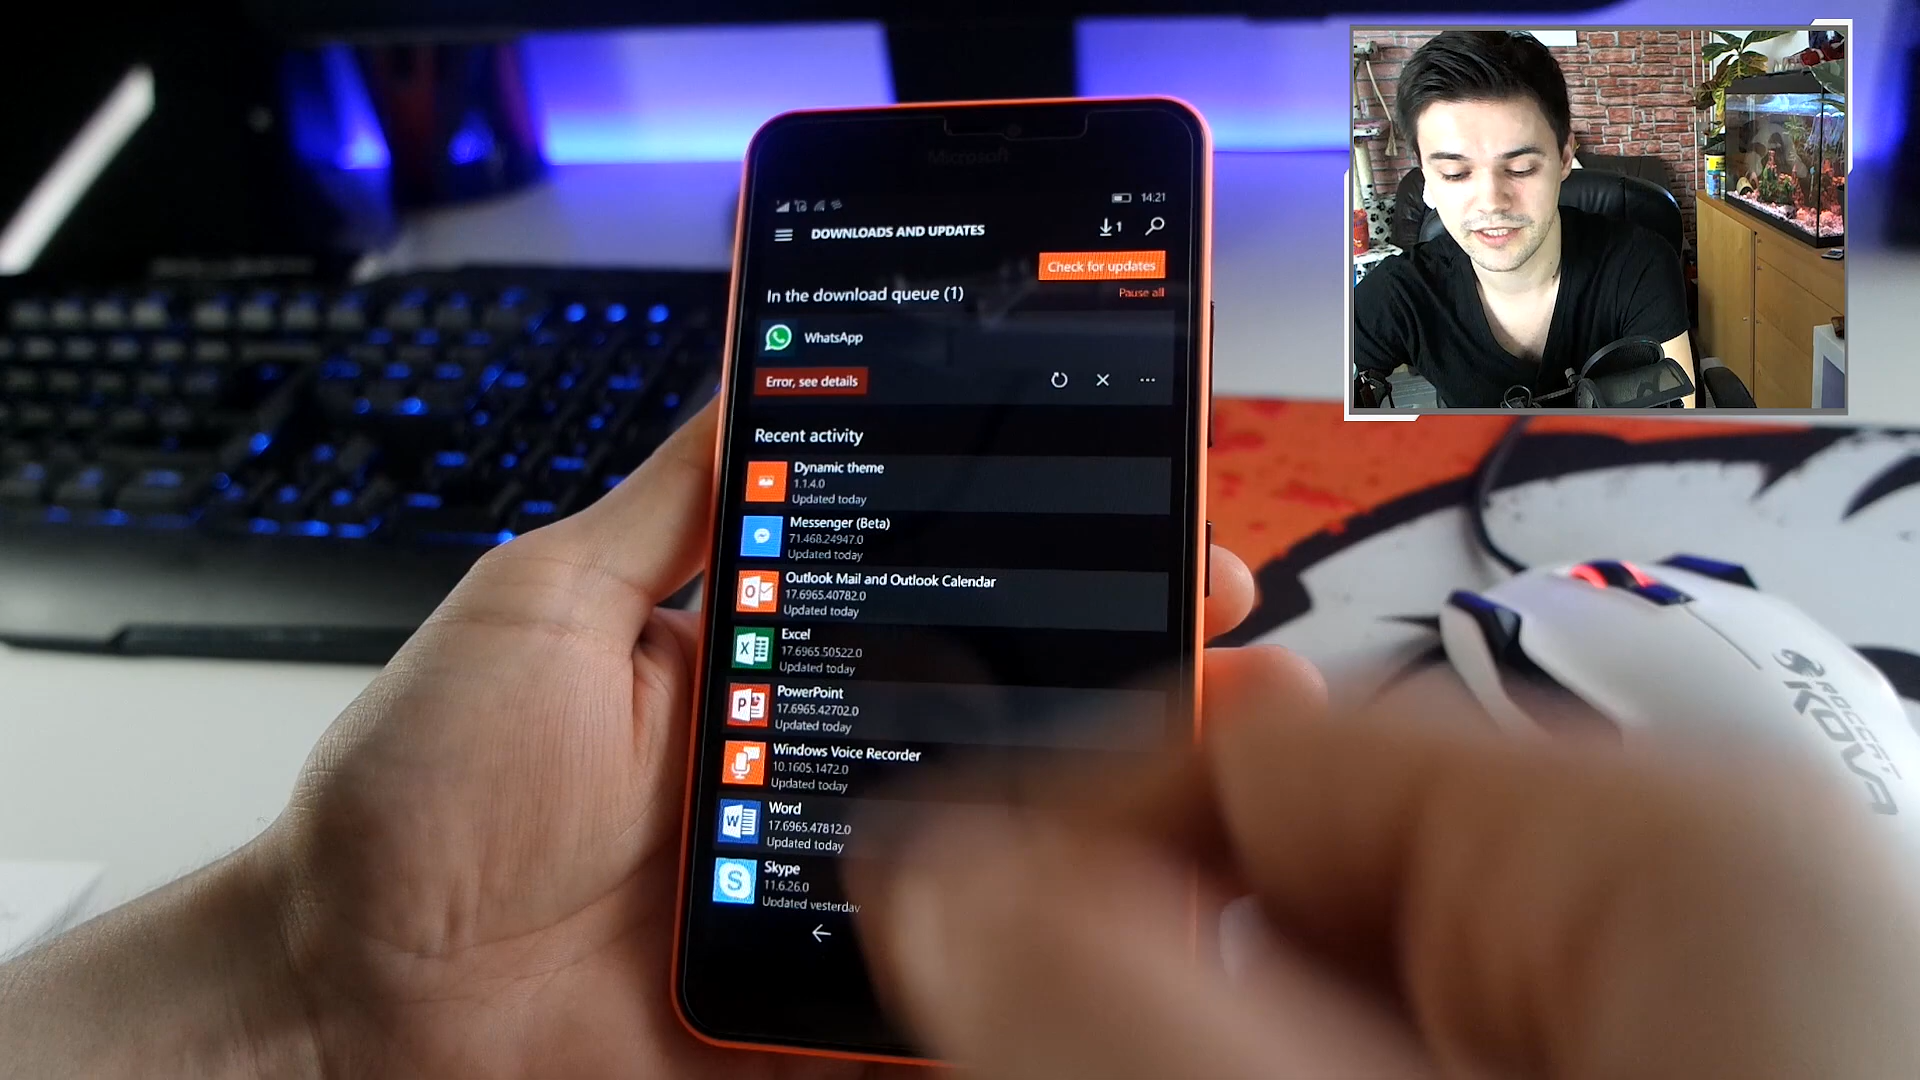 Microsoft
14:21
DOWNLOADS AND UPDATES
1
Check for updates
In the download queue (1)
Pause all
WhatsApp
Error, see details
Recent activity
Dynamic theme
1.1.4.0
Updated today
Messenger (Beta)
71.468.24947.0
Updated today
Outlook Mail and Outlook Calendar
17.6965.40782.0
Updated today
Excel
17.6965.50522.0
Updated today
PowerPoint
17.6965.42702.0
Updated today
Windows Voice Recorder
10.1605.1472.0
Updated today
Word
17.6965.47812.0
Updated today
Skype
11.6.26.0
Updated yesterday
ROCCAT
KOVA